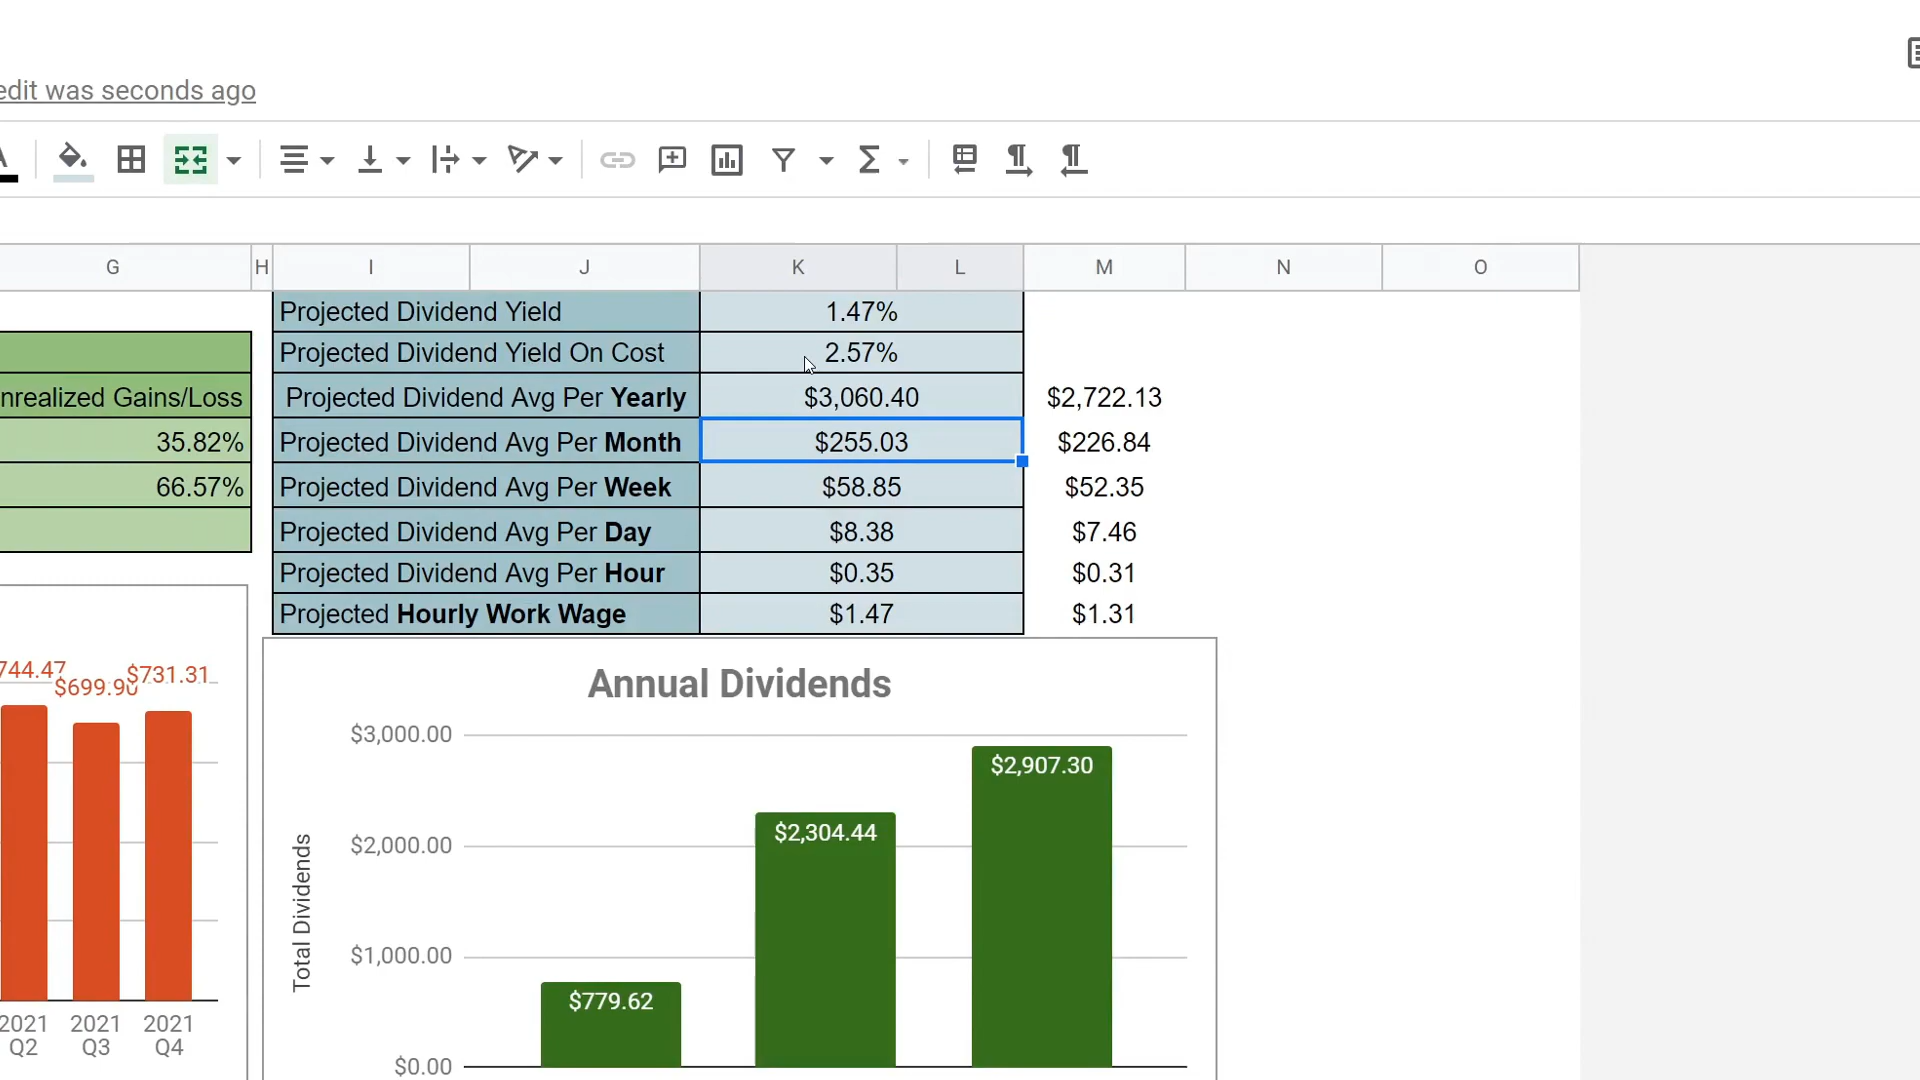 edit was seconds ago
G H I J K L M N O
Projected Dividend Yield 1.47%
Projected Dividend Yield On Cost 2.57%
nrealized Gains/Loss Projected Dividend Avg Per Yearly $3,060.40 $2,722.13
35.82% Projected Dividend Avg Per Month $255.03 $226.84
66.57% Projected Dividend Avg Per Week $58.85 $52.35
Projected Dividend Avg Per Day $8.38 $7.46
Projected Dividend Avg Per Hour $0.35 $0.31
Projected Hourly Work Wage $1.47 $1.31
744.47
$699.90
$731.31
2021 2021 2021
Q2 Q3 Q4
Annual Dividends
Total Dividends
$3,000.00
$2,000.00
$1,000.00
$0.00
$779.62
$2,304.44
$2,907.30